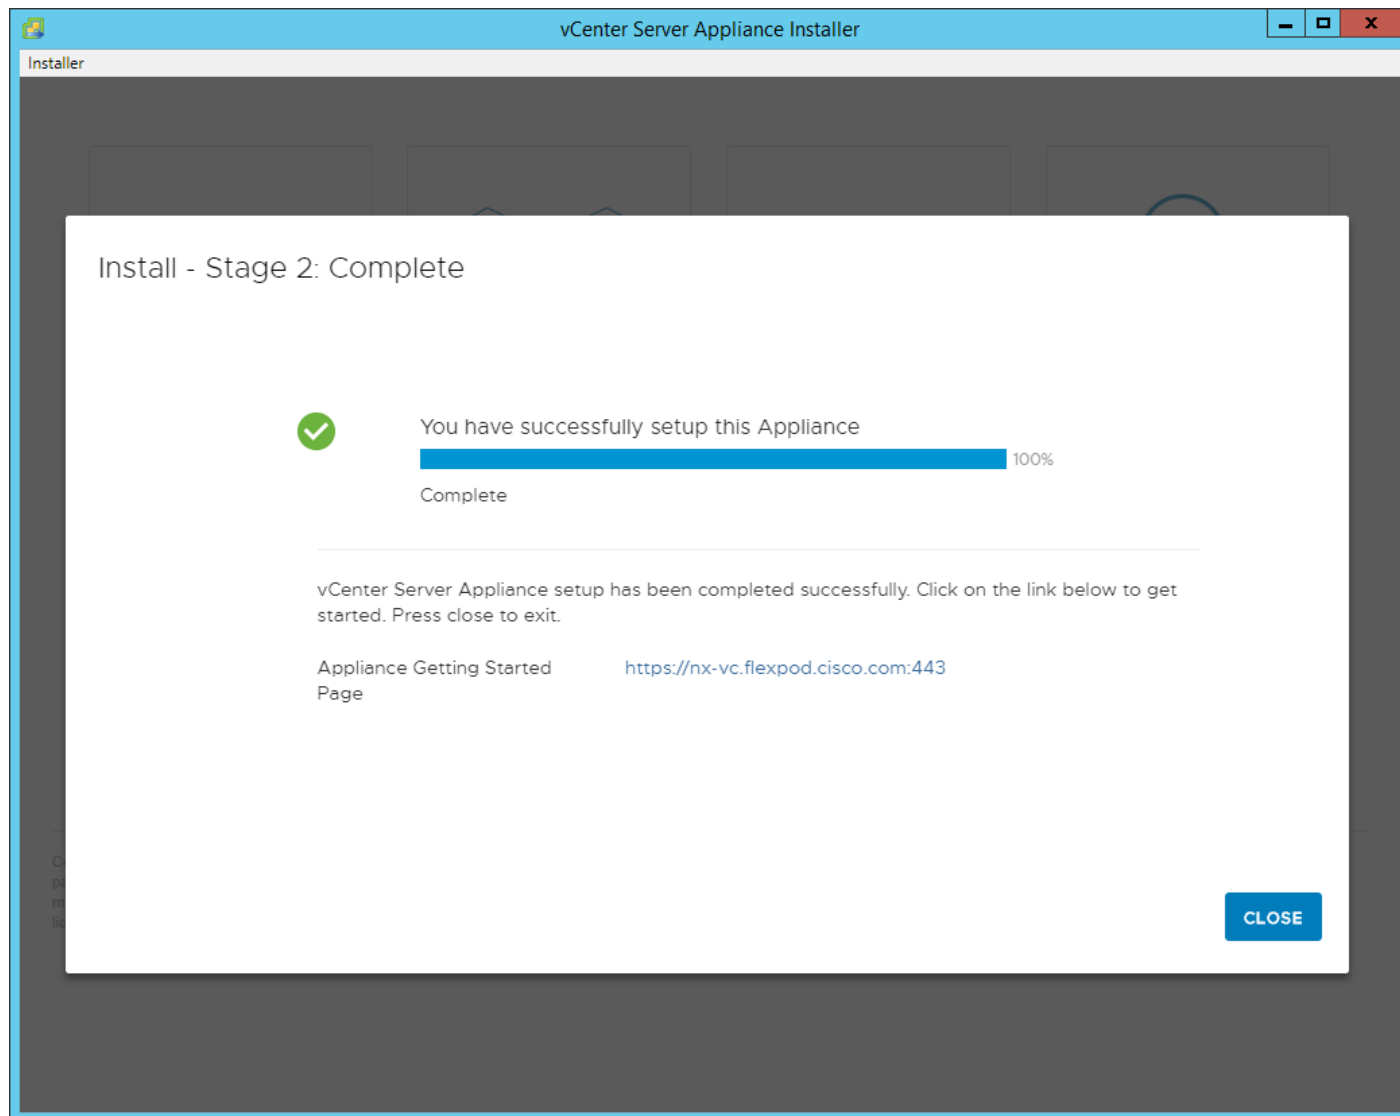 vCenter Server Appliance Installer
Installer
Install - Stage 2: Complete
You have successfully setup this Appliance
100%
Complete
vCenter Server Appliance setup has been completed successfully. Click on the link below to get
started. Press close to exit.
Appliance Getting Started
Page
https://nx-vc.flexpod.cisco.com:443
CLOSE